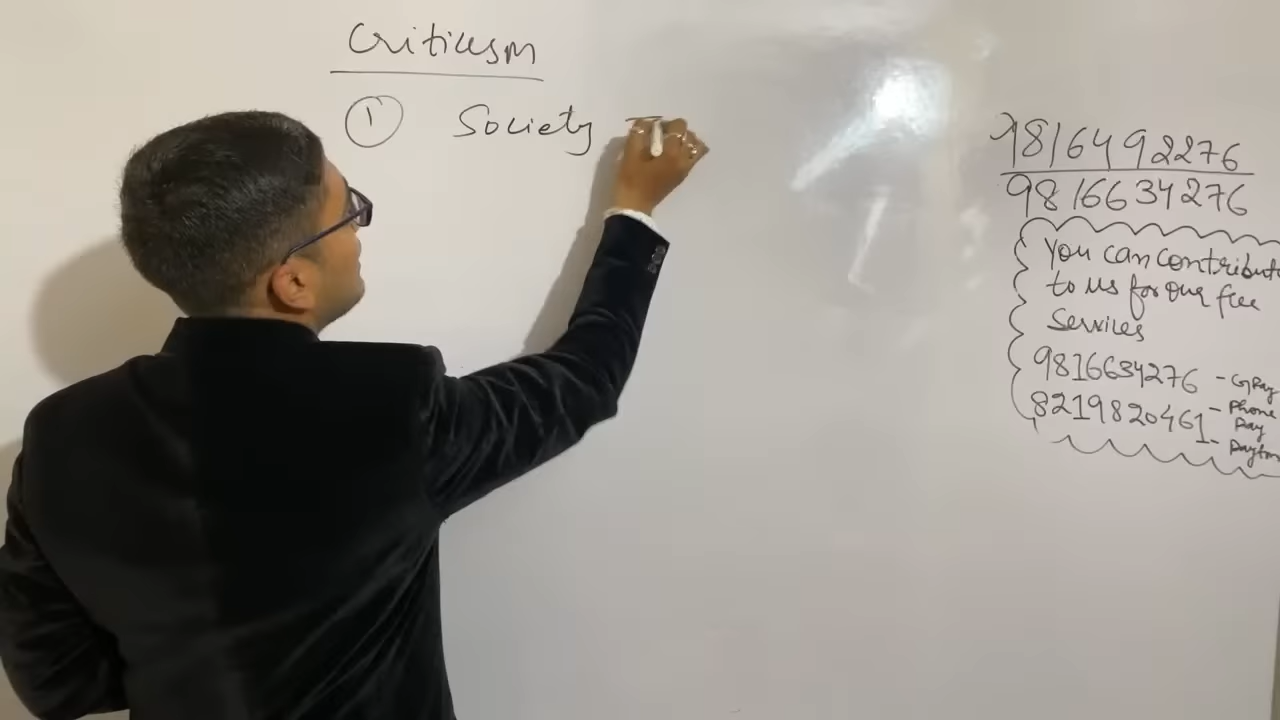 Criticism
1 Society
9816492276
9816634276
You can contribut
to us for our free
Services
9816634276 - G Pay
8219820461 - Phone
Pay
- Paytm